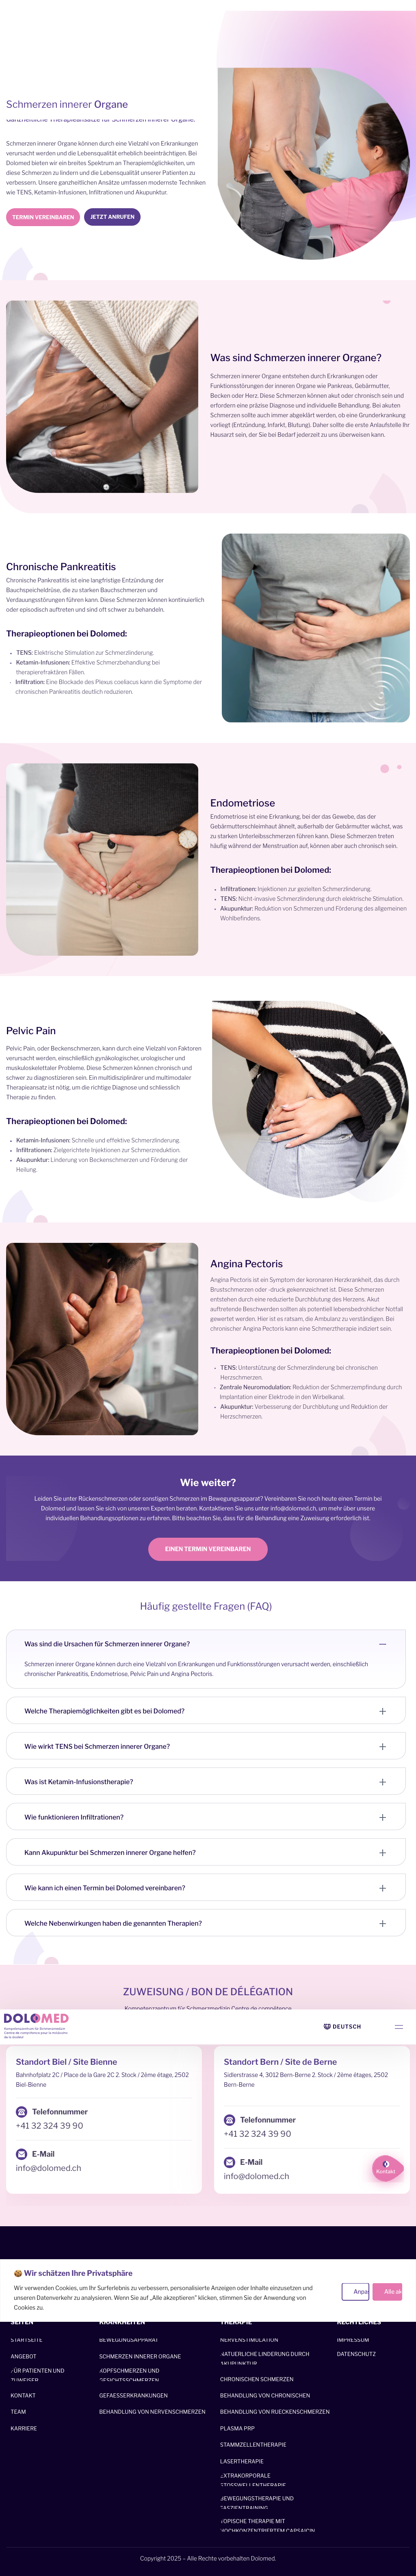 Schmerzen innerer Organe
Ganzheitliche Therapieansätze für Schmerzen innerer Organe.
Schmerzen innerer Organe können durch eine Vielzahl von Erkrankungen
verursacht werden und die Lebensqualität erheblich beeinträchtigen. Bei
Dolomed bieten wir ein breites Spektrum an Therapiemöglichkeiten, um
diese Schmerzen zu lindern und die Lebensqualität unserer Patienten zu
verbessern. Unsere ganzheitlichen Ansätze umfassen modernste Techniken
wie TENS, Ketamin-Infusionen, Infiltrationen und Akupunktur.
TERMIN VEREINBAREN
JETZT ANRUFEN
Was sind Schmerzen innerer Organe?
Schmerzen innerer Organe entstehen durch Erkrankungen oder
Funktionsstörungen der inneren Organe wie Pankreas, Gebärmutter,
Becken oder Herz. Diese Schmerzen können akut oder chronisch sein und
erfordern eine präzise Diagnose und individuelle Behandlung. Bei akuten
Schmerzen sollte auch immer abgeklärt werden, ob eine Grunderkrankung
vorliegt (Entzündung, Infarkt, Blutung). Daher sollte die erste Anlaufstelle Ihr
Hausarzt sein, der Sie bei Bedarf jederzeit zu uns überweisen kann.
Chronische Pankreatitis
Chronische Pankreatitis ist eine langfristige Entzündung der
Bauchspeicheldrüse, die zu starken Bauchschmerzen und
Verdauungsstörungen führen kann. Diese Schmerzen können kontinuierlich
oder episodisch auftreten und sind oft schwer zu behandeln.
Therapieoptionen bei Dolomed:
TENS: Elektrische Stimulation zur Schmerzlinderung.
Ketamin-Infusionen: Effektive Schmerzbehandlung bei
therapierefraktären Fällen.
Infiltration: Eine Blockade des Plexus coeliacus kann die Symptome der
chronischen Pankreatitis deutlich reduzieren.
Endometriose
Endometriose ist eine Erkrankung, bei der das Gewebe, das der
Gebärmutterschleimhaut ähnelt, außerhalb der Gebärmutter wächst, was
zu starken Unterleibsschmerzen führen kann. Diese Schmerzen treten
häufig während der Menstruation auf, können aber auch chronisch sein.
Therapieoptionen bei Dolomed:
Infiltrationen: Injektionen zur gezielten Schmerzlinderung.
TENS: Nicht-invasive Schmerzlinderung durch elektrische Stimulation.
Akupunktur: Reduktion von Schmerzen und Förderung des allgemeinen
Wohlbefindens.
Pelvic Pain
Pelvic Pain, oder Beckenschmerzen, kann durch eine Vielzahl von Faktoren
verursacht werden, einschließlich gynäkologischer, urologischer und
muskuloskelettaler Probleme. Diese Schmerzen können chronisch und
schwer zu diagnostizieren sein. Ein multidisziplinärer und multimodaler
Therapieansatz ist nötig, um die richtige Diagnose und schliesslich
Therapie zu finden.
Therapieoptionen bei Dolomed:
Ketamin-Infusionen: Schnelle und effektive Schmerzlinderung.
Infiltrationen: Zielgerichtete Injektionen zur Schmerzreduktion.
Akupunktur: Linderung von Beckenschmerzen und Förderung der
Heilung.
Angina Pectoris
Angina Pectoris ist ein Symptom der koronaren Herzkrankheit, das durch
Brustschmerzen oder -druck gekennzeichnet ist. Diese Schmerzen
entstehen durch eine reduzierte Durchblutung des Herzens. Akut
auftretende Beschwerden sollten als potentiell lebensbedrohlicher Notfall
gewertet werden. Hier ist es ratsam, die Ambulanz zu verständigen. Bei
chronischer Angina Pectoris kann eine Schmerztherapie indiziert sein.
Therapieoptionen bei Dolomed:
TENS: Unterstützung der Schmerzlinderung bei chronischen
Herzschmerzen.
Zentrale Neuromodulation: Reduktion der Schmerzempfindung durch
Implantation einer Elektrode in den Wirbelkanal.
Akupunktur: Verbesserung der Durchblutung und Reduktion der
Herzschmerzen.
Wie weiter?
Leiden Sie unter Rückenschmerzen oder sonstigen Schmerzen im Bewegungsapparat? Vereinbaren Sie noch heute einen Termin bei
Dolomed und lassen Sie sich von unseren Experten beraten. Kontaktieren Sie uns unter info@dolomed.ch, um mehr über unsere
individuellen Behandlungsoptionen zu erfahren. Bitte beachten Sie, dass für die Behandlung eine Zuweisung erforderlich ist.
EINEN TERMIN VEREINBAREN
Häufig gestellte Fragen (FAQ)
Was sind die Ursachen für Schmerzen innerer Organe?
Schmerzen innerer Organe können durch eine Vielzahl von Erkrankungen und Funktionsstörungen verursacht werden, einschließlich
chronischer Pankreatitis, Endometriose, Pelvic Pain und Angina Pectoris.
Welche Therapiemöglichkeiten gibt es bei Dolomed?
Wie wirkt TENS bei Schmerzen innerer Organe?
Was ist Ketamin-Infusionstherapie?
Wie funktionieren Infiltrationen?
Kann Akupunktur bei Schmerzen innerer Organe helfen?
Wie kann ich einen Termin bei Dolomed vereinbaren?
Welche Nebenwirkungen haben die genannten Therapien?
ZUWEISUNG / BON DE DÉLÉGATION
Kompetenzzentrum für Schmerzmedizin Centre de compétence
DOLOMED
Kompetenzzentrum für Schmerzmedizin
Centre de compétence pour la médecine
de la douleur
DEUTSCH
Standort Biel / Site Bienne
Bahnhofplatz 2C / Place de la Gare 2C 2. Stock / 2ème étage, 2502
Biel-Bienne
Telefonnummer
+41 32 324 39 90
E-Mail
info@dolomed.ch
Standort Bern / Site de Berne
Sidlerstrasse 4, 3012 Bern-Berne 2. Stock / 2ème étages, 2502
Bern-Berne
Telefonnummer
+41 32 324 39 90
E-Mail
info@dolomed.ch
Kontakt
Wir schätzen Ihre Privatsphäre
Wir verwenden Cookies, um Ihr Surferlebnis zu verbessern, personalisierte Anzeigen oder Inhalte einzusetzen und
unseren Datenverkehr zu analysieren. Wenn Sie auf „Alle akzeptieren" klicken, stimmen Sie der Anwendung von
Cookies zu.
Alle
SEITEN
KRANKHEITEN
THERAPIE
RECHTLICHES
STARTSEITE
ANGEBOT
FÜR PATIENTEN UND
ZUWEISER
KONTAKT
TEAM
KARRIERE
BEWEGUNGSAPPARAT
SCHMERZEN INNERER ORGANE
KOPFSCHMERZEN UND
GESICHTSSCHMERZEN
GEFAESSERKRANKUNGEN
BEHANDLUNG VON NERVENSCHMERZEN
NERVENSTIMULATION
NATUERLICHE LINDERUNG DURCH
AKUPUNKTUR
CHRONISCHEN SCHMERZEN
BEHANDLUNG VON CHRONISCHEN
BEHANDLUNG VON RUECKENSCHMERZEN
PLASMA PRP
STAMMZELLENTHERAPIE
LASERTHERAPIE
EXTRAKORPORALE
STOSSWELLENTHERAPIE
BEWEGUNGSTHERAPIE UND
FASZIENTRAINING
TOPISCHE THERAPIE MIT
HOCHKONZENTRIERTEM CAPSAICIN
IMPRESSUM
DATENSCHUTZ
Copyright 2025 – Alle Rechte vorbehalten Dolomed.